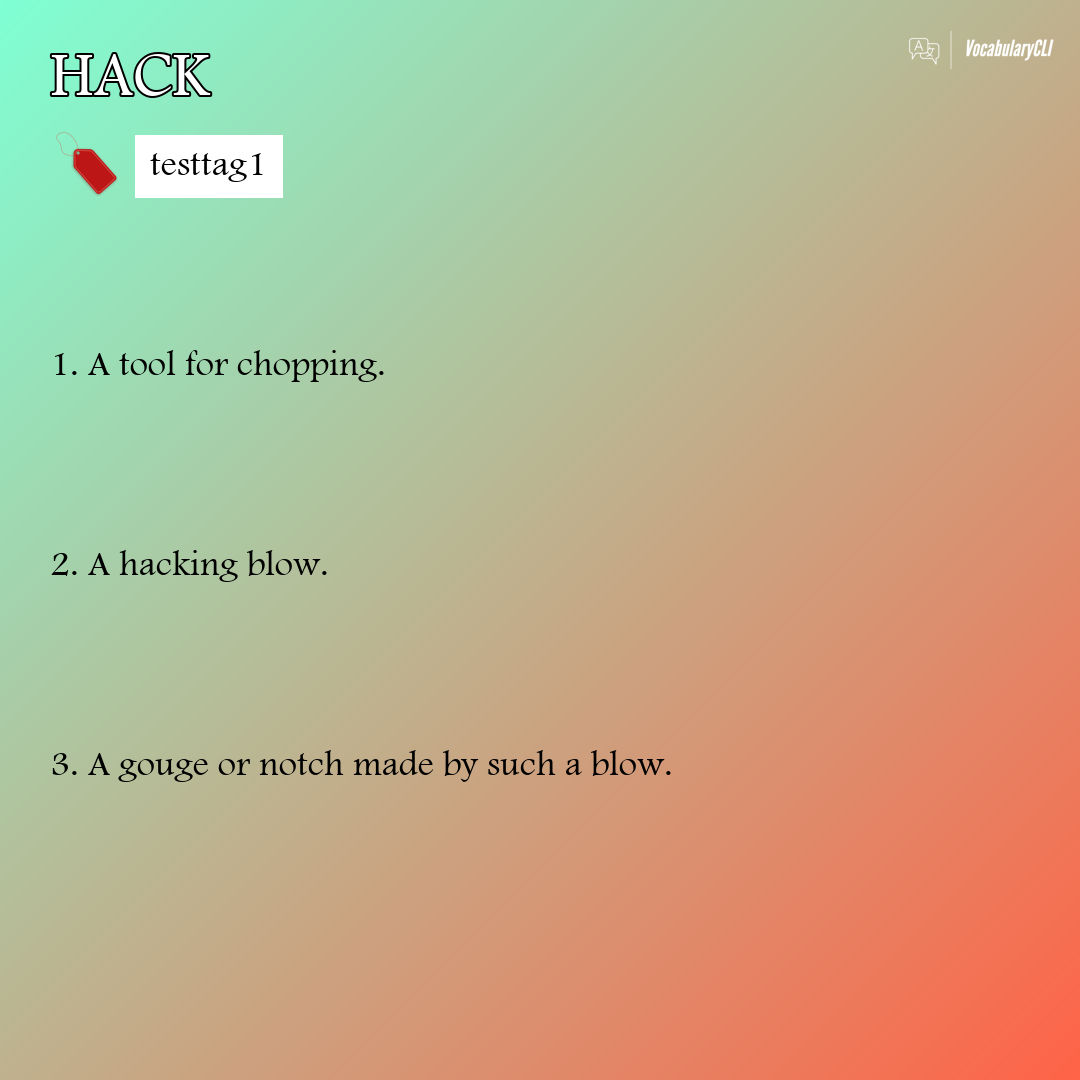 HACK
VocabularyCLI
testtag1
1. A tool for chopping.
2. A hacking blow.
3. A gouge or notch made by such a blow.